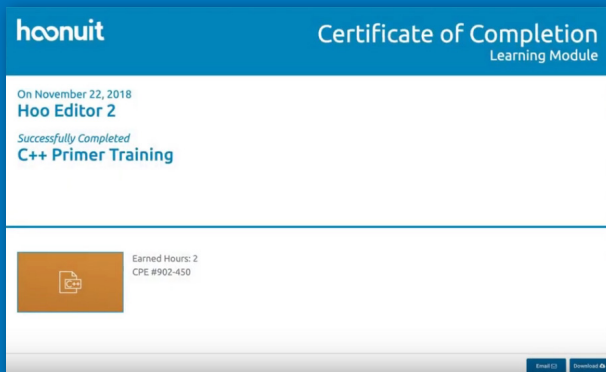 hoonuit
Certificate of Completion
Learning Module
On November 22, 2018
Hoo Editor 2
Successfully Completed
C++ Primer Training
C++
Earned Hours: 2
CPE #902-450
Email
Download